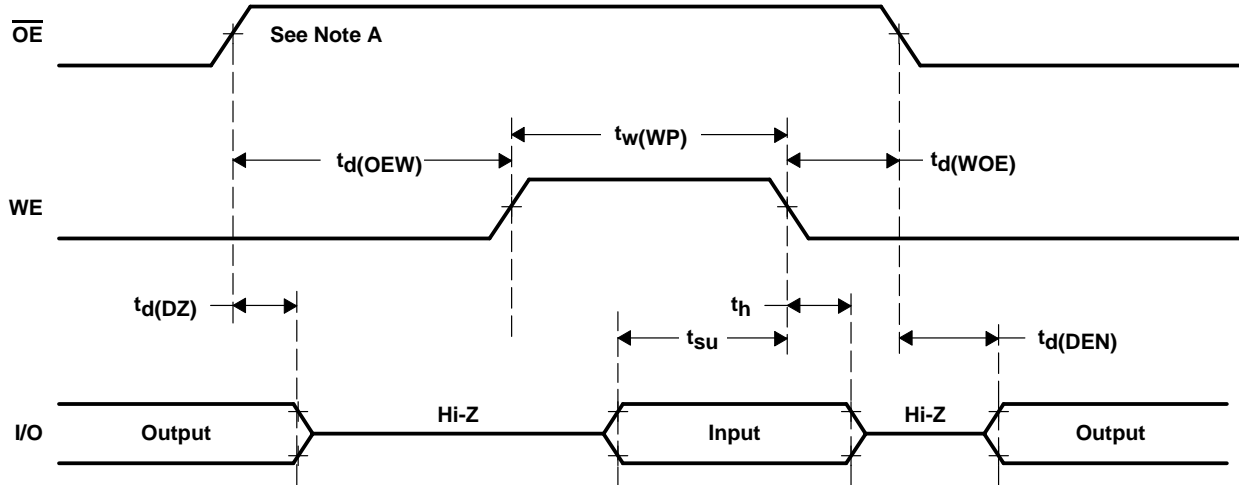 OE
See Note A
tw(WP)
td(OEW)
td(WOE)
WE
td(DZ)
th
tsu
td(DEN)
Hi-Z
Hi-Z
I/O
Output
Input
Output